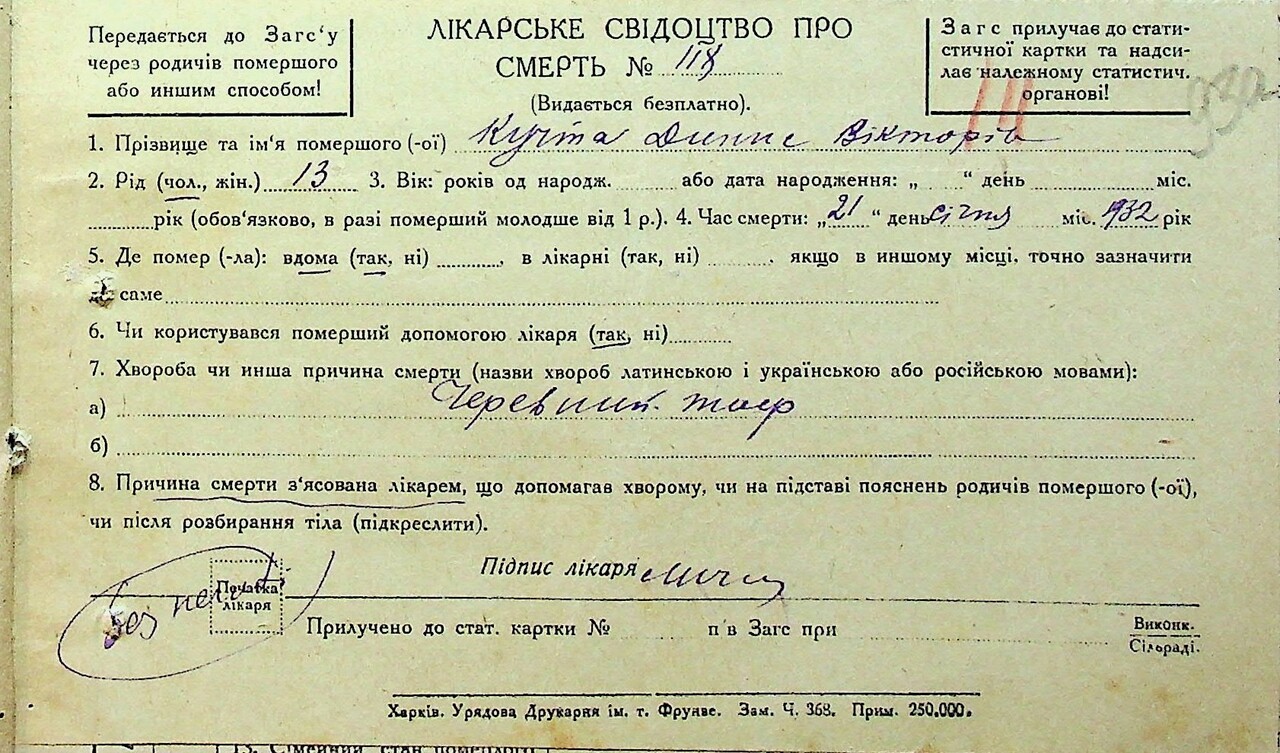 Передається до Загс'у
через родичів помершого
або иншим способом!
ЛІКАРСЬКЕ СВІДОЦТВО ПРО
СМЕРТЬ № 118
(Видається безплатно).
Загс прилучає до стати-
стичної картки та надси-
лає належному статистич.
органові!
1. Прізвище та ім'я помершого (-ої) Вікторів
2. Рід (чол., жін.) 13 3. Вік: років од народж. або дата народження: „ “ день міс.
рік (обов'язково, в разі померший молодше від 1 р.). 4. Час смерти: „21“ день січня міс. 1932 рік
5. Де помер (-ла): вдома (так, ні) , в лікарні (так, ні) . якщо в иншому місці, точно зазначити
де саме
6. Чи користувався померший допомогою лікаря (так, ні)
7. Хвороба чи инша причина смерти (назви хвороб латинською і українською або російською мовами):
а) Черевний тиф
б)
8. Причина смерти з'ясована лікарем, що допомагав хворому, чи на підставі пояснень родичів помершого (-ої),
чи після розбирання тіла (підкреслити).
Підпис лікаря
Без печат.
Печатка
лікаря
Прилучено до стат. картки № п'в Загс при Виконк.
Сільраді.
Харків. Урядова Друкарня ім. т. Фрунзе. Зам. Ч. 368. Прим. 250.000.